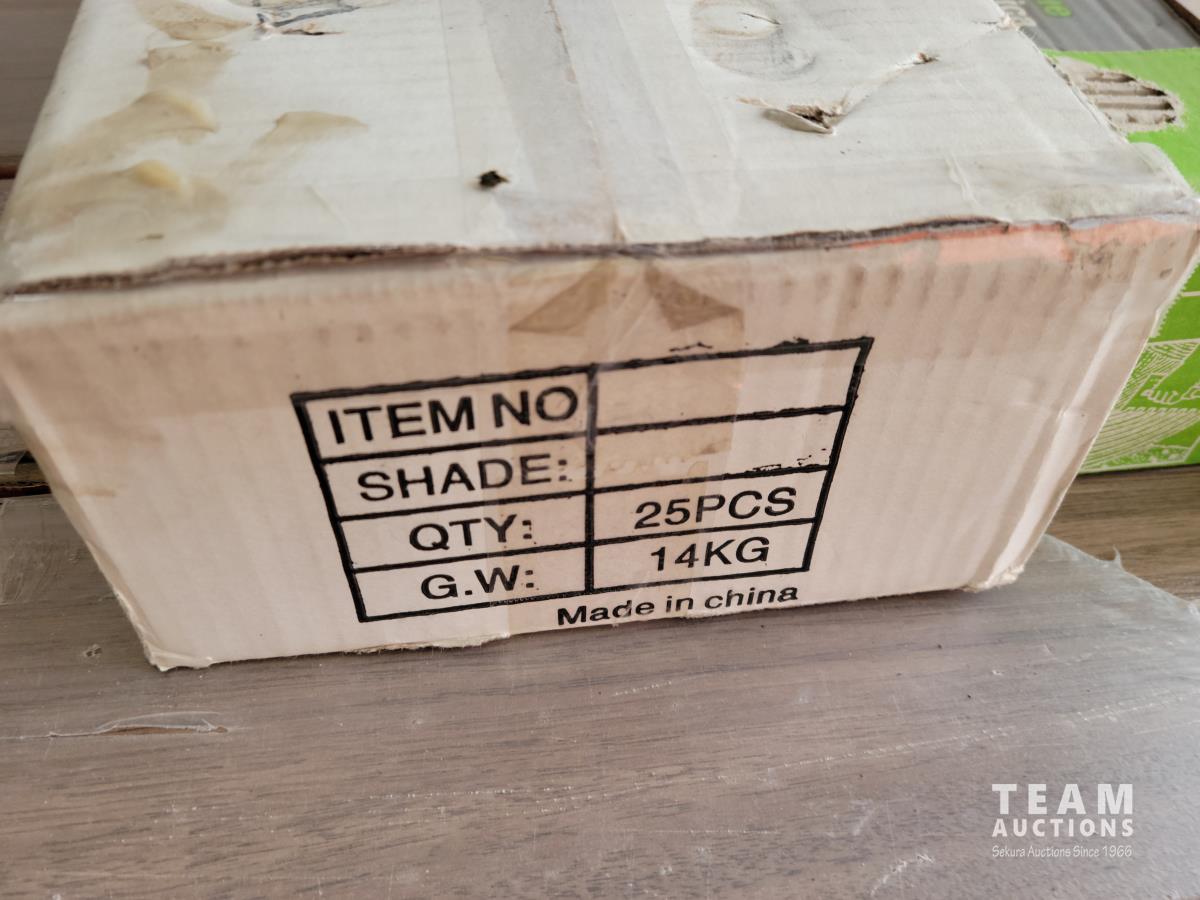 ITEM NO
SHADE:
QTY: 25PCS
G.W: 14KG
Made in china
TEAM
AUCTIONS
Sekura Auctions Since 1966